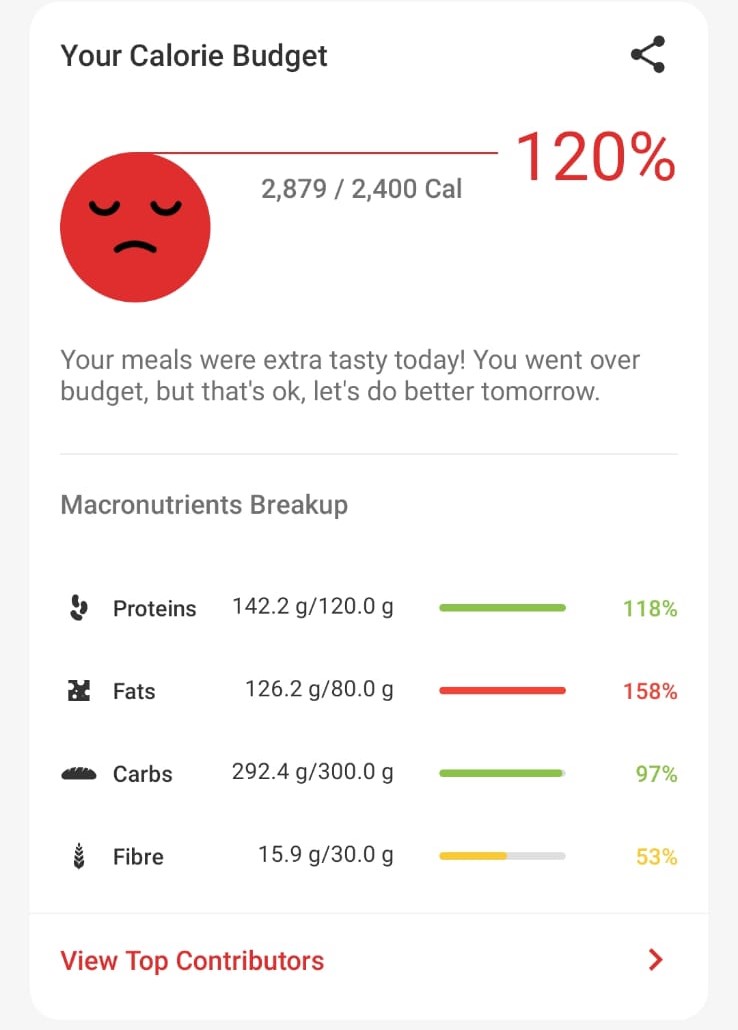 Your Calorie Budget
120%
2,879 / 2,400 Cal
Your meals were extra tasty today! You went over
budget, but that's ok, let's do better tomorrow.
Macronutrients Breakup
Proteins 142.2 g/120.0 g 118%
Fats 126.2 g/80.0 g 158%
Carbs 292.4 g/300.0 g 97%
Fibre 15.9 g/30.0 g 53%
View Top Contributors